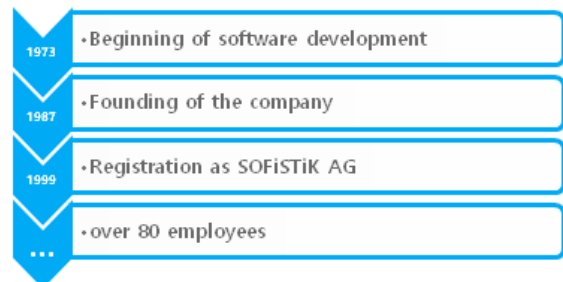 1973
•Beginning of software development
1987
•Founding of the company
1999
•Registration as SOFiSTiK AG
...
•over 80 employees